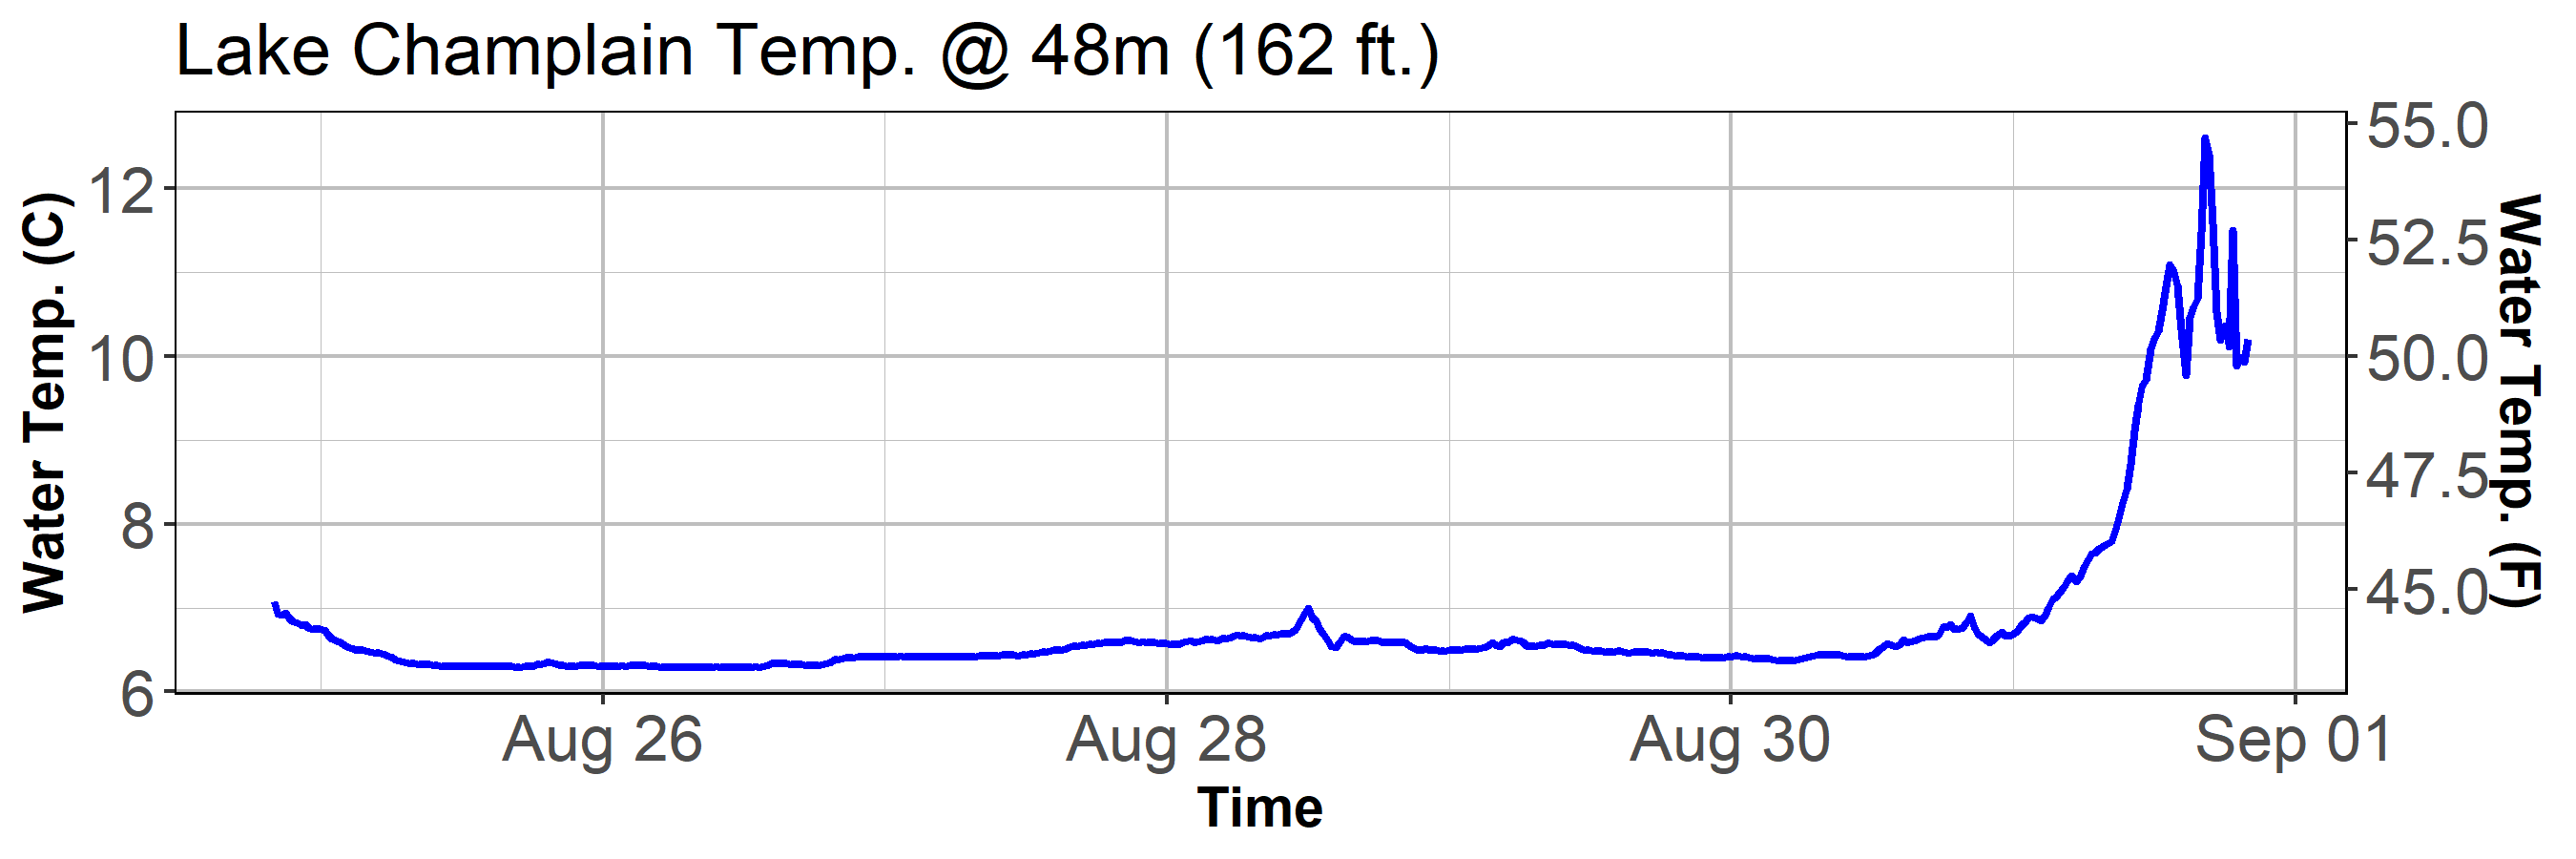 Lake Champlain Temp. @ 48m (162 ft.)
Water Temp. (C)
12
10
8
6
55.0
52.5
50.0
47.5
45.0
Water Temp. (F)
Aug 26
Aug 28
Aug 30
Sep 01
Time